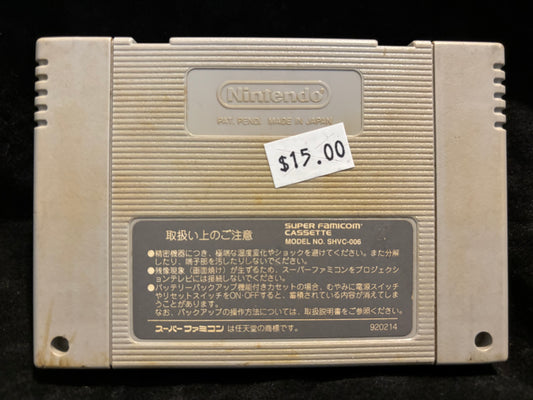 Nintendo
PAT. PEND. MADE IN JAPAN
$15.00
取扱い上のご注意
SUPER FAMICOM
CASSETTE
MODEL NO. SHVC-006
●精密機器につき、極端な温度変化やショックを避けてください。また分解
したり、端子部を汚したりしないでください。
●残像現象(画面焼け)が生ずるため、スーパーファミコンをプロジェクシ
ョンテレビには接続しないでください。
●バッテリーバックアップ機能付きカセットの場合、むやみに電源スイッチ
やリセットスイッチをON・OFFすると、蓄積されている内容が消えてしま
うことがあります。
なお、バックアップの操作方法については、取扱説明書をご参照ください。
スーパーファミコン は任天堂の商標です。
920214